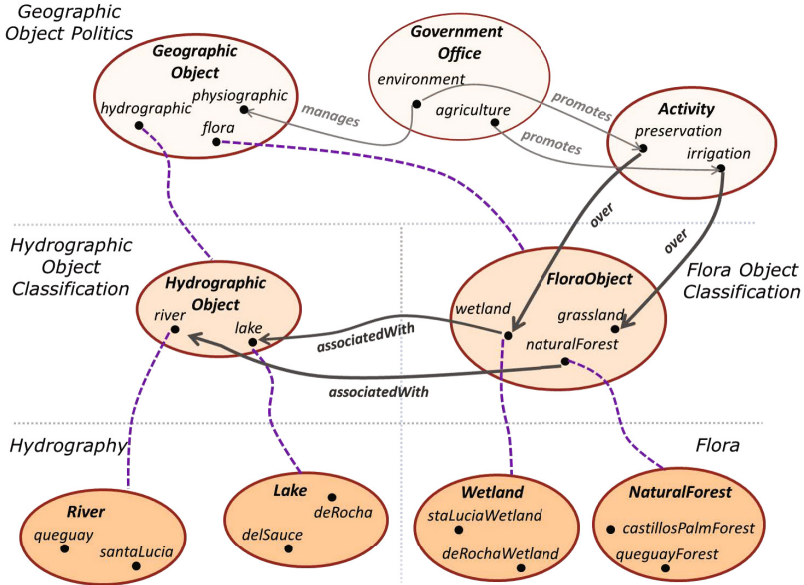 Geographic
Object Politics
Geographic
Object
physiographic
hydrographic
flora
manages
Government
Office
environment
agriculture
promotes
promotes
Activity
preservation
irrigation
over
over
Hydrographic
Object
Classification
Hydrographic
Object
river
lake
associatedWith
associatedWith
FloraObject
wetland
grassland
naturalForest
Flora Object
Classification
Hydrography
Flora
River
queguay
santaLucia
Lake
deRocha
delSauce
Wetland
staLuciaWetland
deRochaWetland
NaturalForest
castillosPalmForest
queguayForest